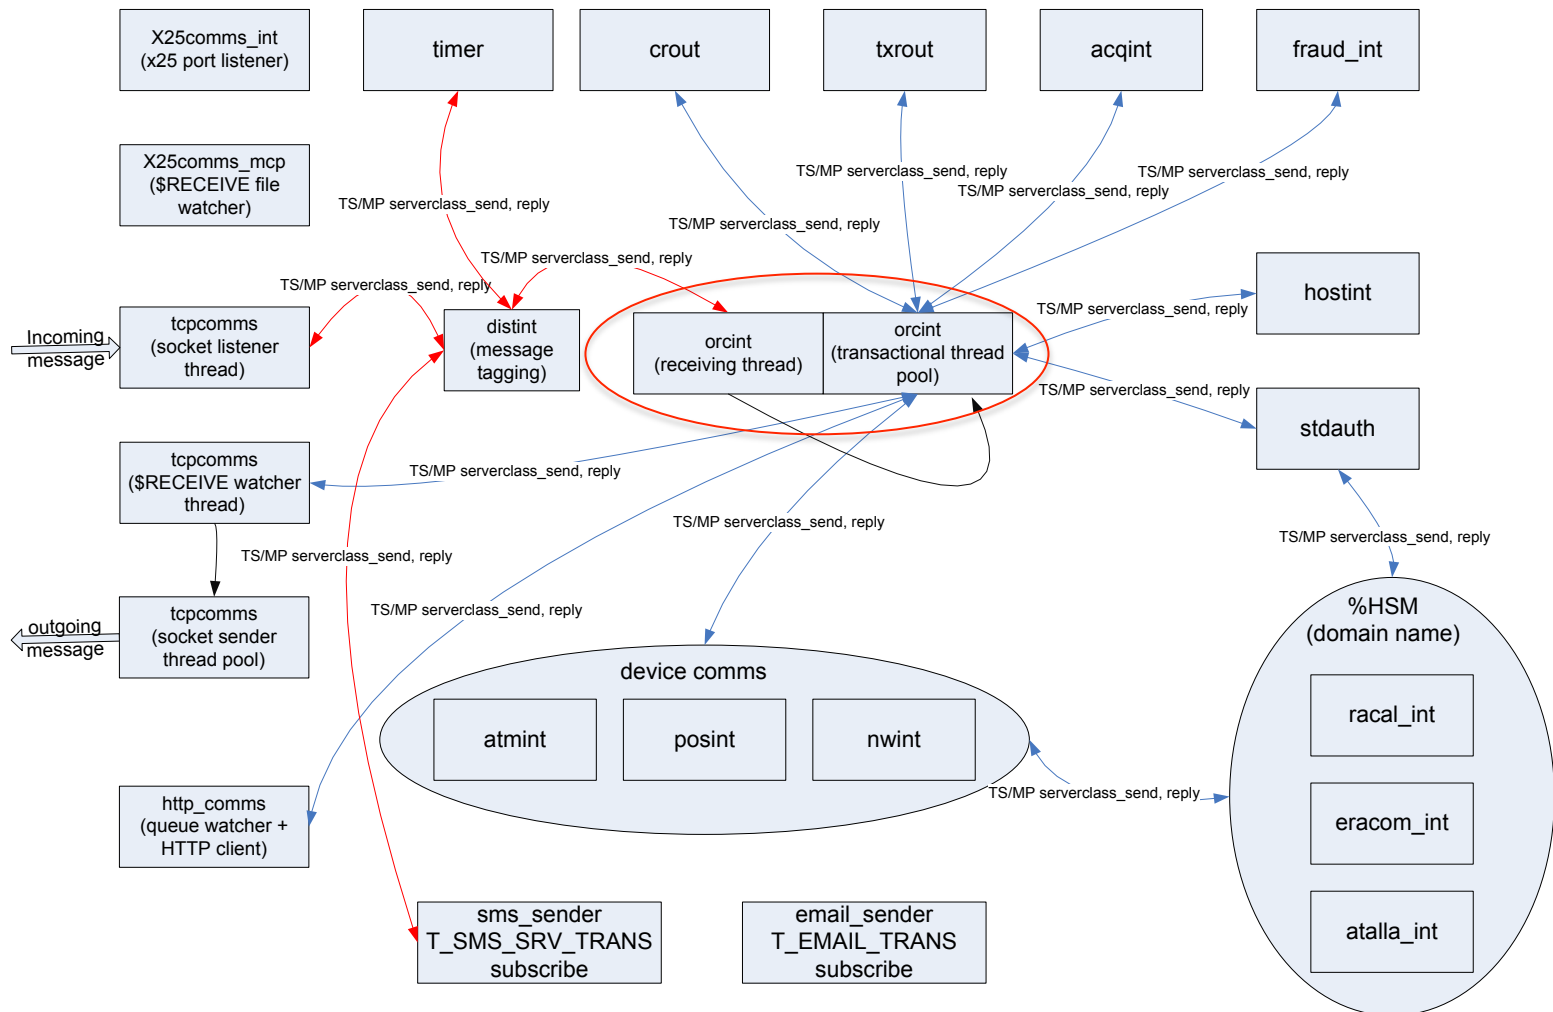 X25comms_int
(x25 port listener)
timer
crout
txrout
acqint
fraud_int
X25comms_mcp
($RECEIVE file
watcher)
TS/MP serverclass_send, reply
TS/MP serverclass_send, reply
TS/MP serverclass_send, reply
TS/MP serverclass_send, reply
TS/MP serverclass_send, reply
TS/MP serverclass_send, reply
TS/MP serverclass_send, reply
Incoming
message
tcpcomms
(socket listener
thread)
distint
(message
tagging)
orcint
(receiving thread)
orcint
(transactional thread
pool)
TS/MP serverclass_send, reply
hostint
TS/MP serverclass_send, reply
stdauth
tcpcomms
($RECEIVE watcher
thread)
TS/MP serverclass_send, reply
TS/MP serverclass_send, reply
TS/MP serverclass_send, reply
TS/MP serverclass_send, reply
outgoing
message
tcpcomms
(socket sender
thread pool)
TS/MP serverclass_send, reply
%HSM
(domain name)
racal_int
eracom_int
atalla_int
device comms
atmint
posint
nwint
TS/MP serverclass_send, reply
http_comms
(queue watcher +
HTTP client)
sms_sender
T_SMS_SRV_TRANS
subscribe
email_sender
T_EMAIL_TRANS
subscribe